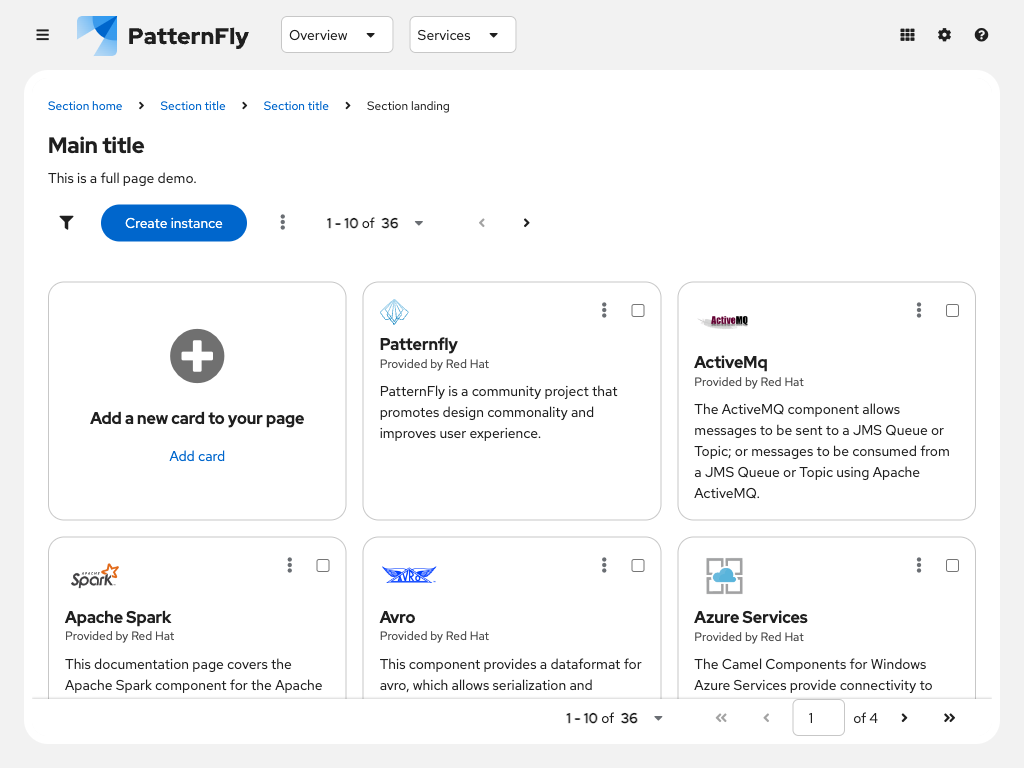 PatternFly
Overview
Services
Section home
Section title
Section title
Section landing
Main title
This is a full page demo.
Create instance
1 - 10 of 36
Add a new card to your page
Add card
Patternfly
Provided by Red Hat
PatternFly is a community project that
promotes design commonality and
improves user experience.
ActiveMQ
ActiveMq
Provided by Red Hat
The ActiveMQ component allows
messages to be sent to a JMS Queue or
Topic; or messages to be consumed from
a JMS Queue or Topic using Apache
ActiveMQ.
APACHE
Spark
Apache Spark
Provided by Red Hat
This documentation page covers the
Apache Spark component for the Apache
AVRO
Avro
Provided by Red Hat
This component provides a dataformat for
avro, which allows serialization and
Azure Services
Provided by Red Hat
The Camel Components for Windows
Azure Services provide connectivity to
1 - 10 of 36
1
of 4